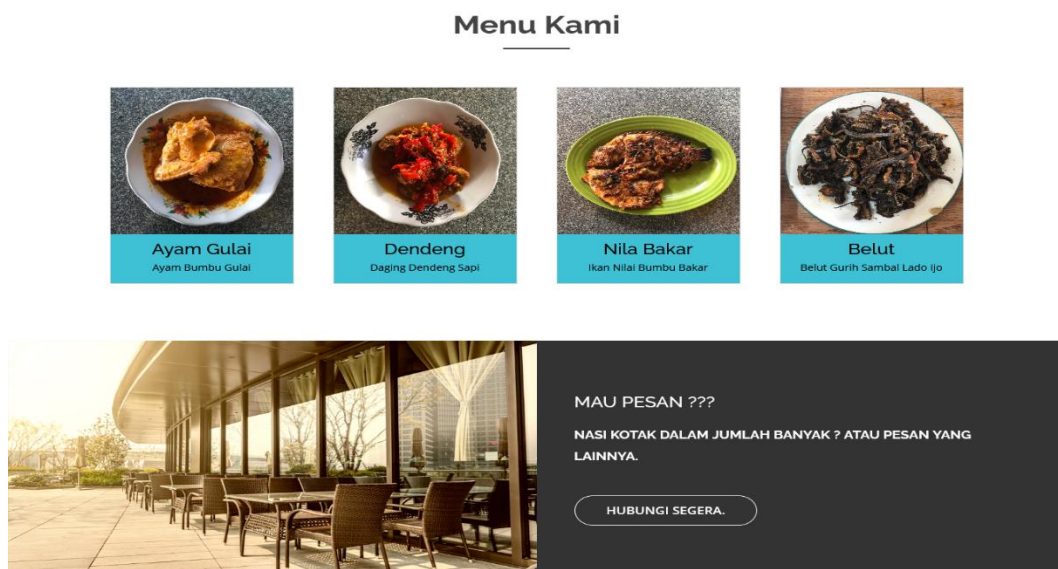 Menu Kami
Ayam Gulai
Ayam Bumbu Gulai
Dendeng
Daging Dendeng Sapi
Nila Bakar
Ikan Nilai Bumbu Bakar
Belut
Belut Gurih Sambal Lado Ijo
MAU PESAN ???
NASI KOTAK DALAM JUMLAH BANYAK ? ATAU PESAN YANG
LAINNYA.
HUBUNGI SEGERA.